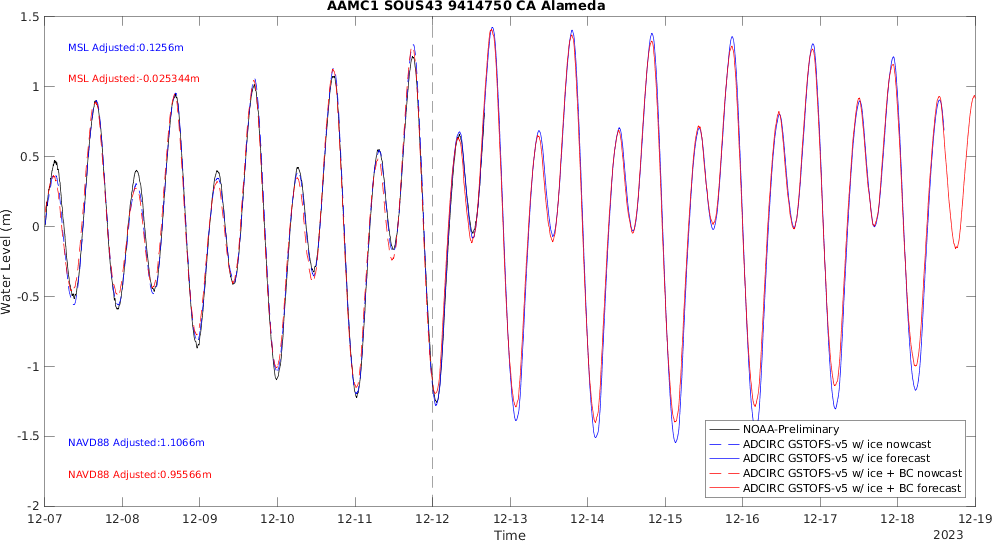 AAMC1 SOUS43 9414750 CA Alameda
1.5
1
0.5
0
-0.5
-1
-1.5
-2
Water Level (m)
MSL Adjusted:0.1256m
MSL Adjusted:-0.025344m
NAVD88 Adjusted:1.1066m
NAVD88 Adjusted:0.95566m
NOAA-Preliminary
ADCIRC GSTOFS-v5 w/ ice nowcast
ADCIRC GSTOFS-v5 w/ ice forecast
ADCIRC GSTOFS-v5 w/ ice + BC nowcast
ADCIRC GSTOFS-v5 w/ ice + BC forecast
12-07 12-08 12-09 12-10 12-11 12-12 12-13 12-14 12-15 12-16 12-17 12-18 12-19
Time
2023